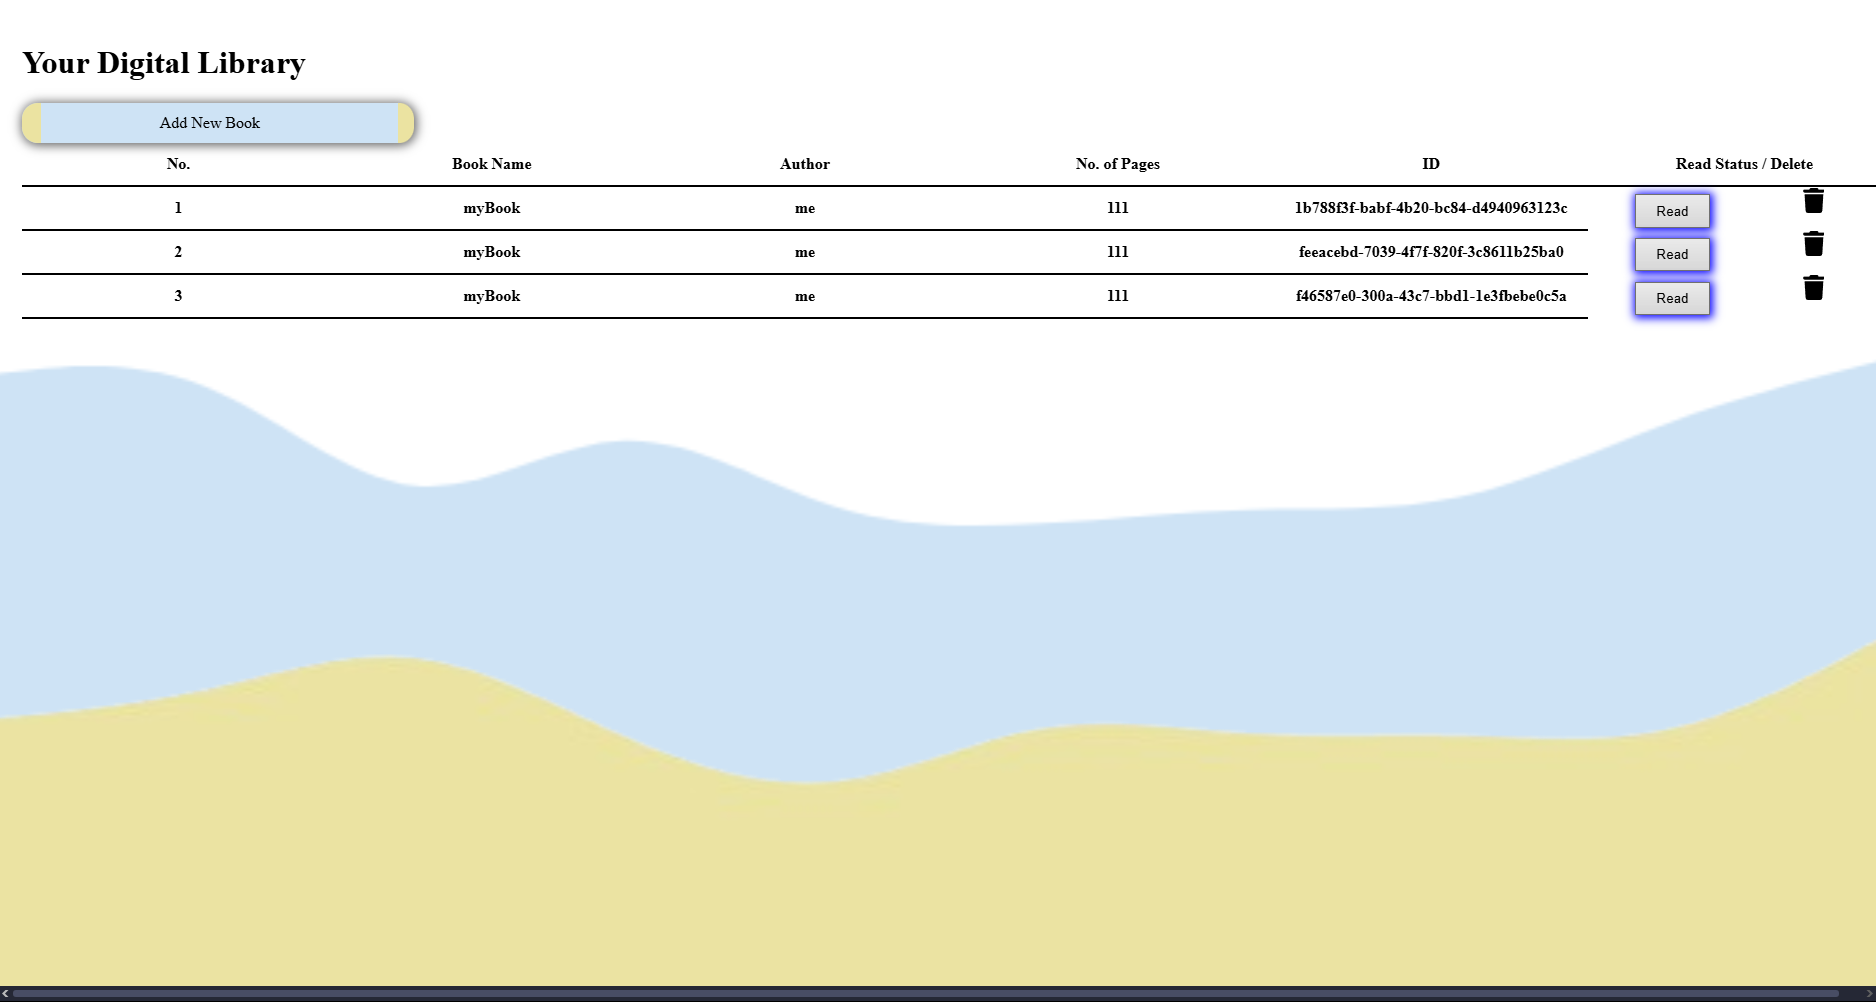 Your Digital Library
Add New Book
No. Book Name Author No. of Pages ID Read Status / Delete
1 myBook me 111 1b788f3f-babf-4b20-bc84-d4940963123c Read
2 myBook me 111 feeacebd-7039-4f7f-820f-3c8611b25ba0 Read
3 myBook me 111 f46587e0-300a-43c7-bbd1-1e3fbebe0c5a Read